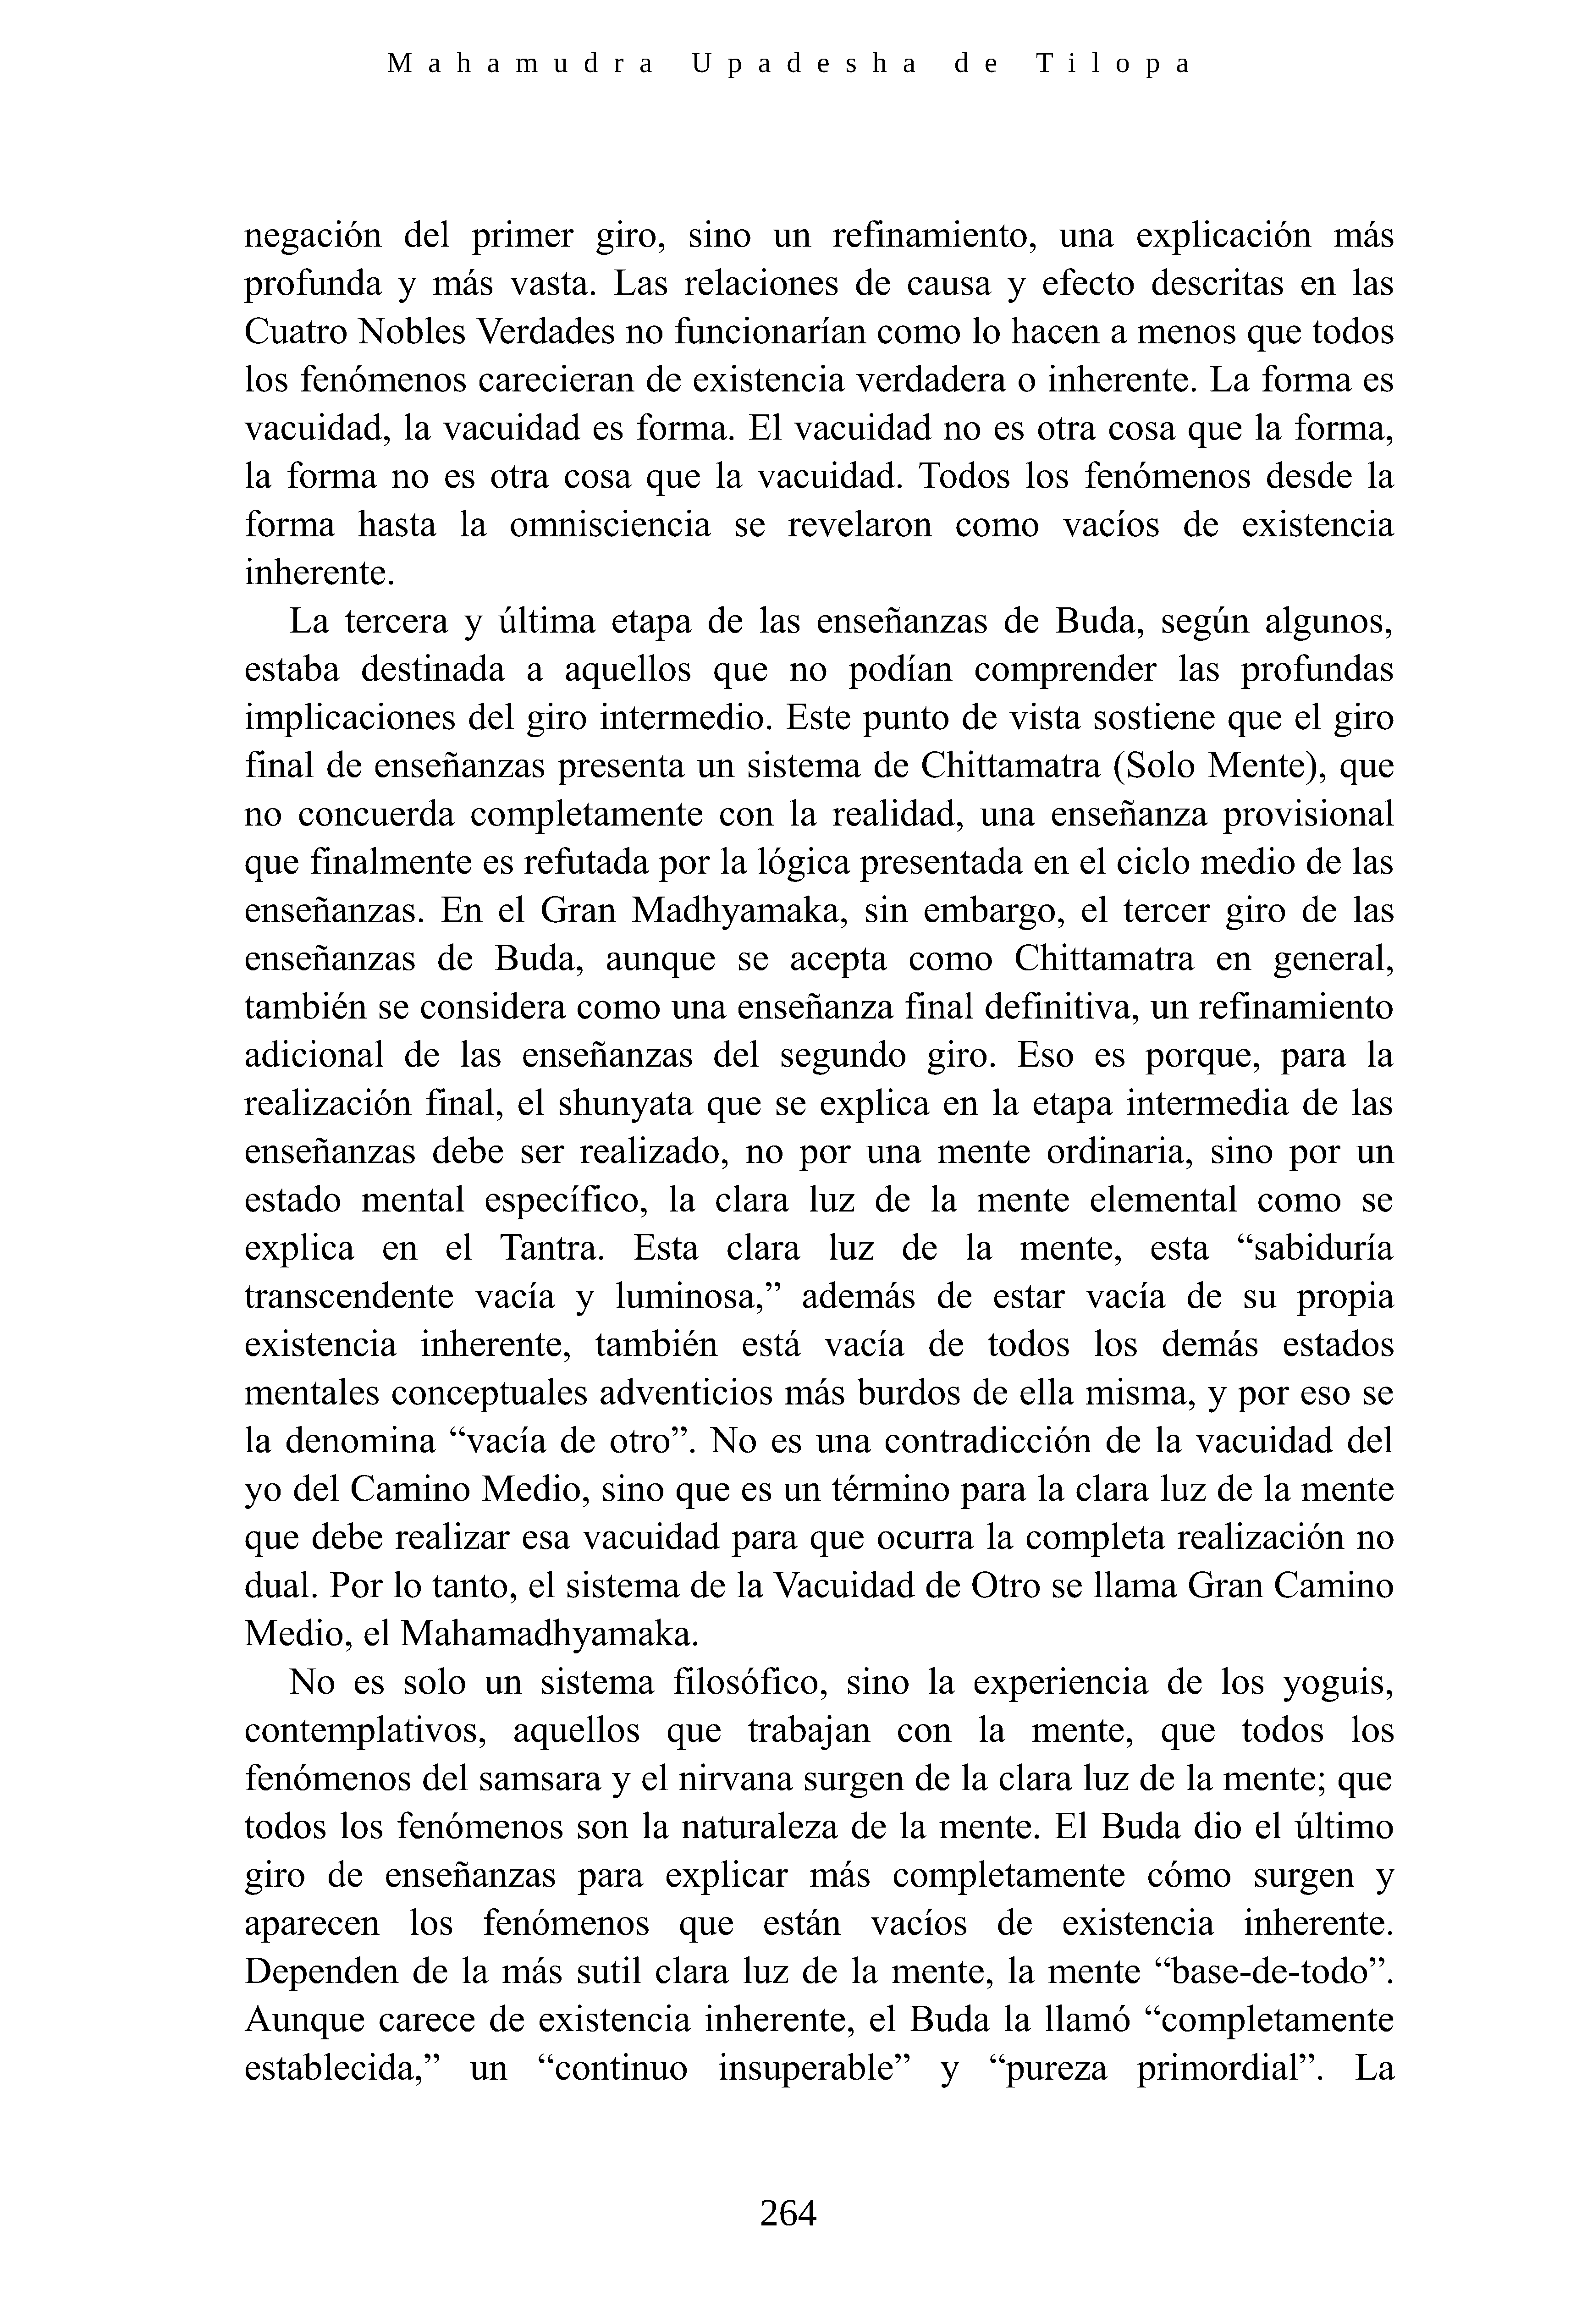 Mahamudra Upadesha de Tilopa
negación del primer giro, sino un refinamiento, una explicación más
profunda y más vasta. Las relaciones de causa y efecto descritas en las
Cuatro Nobles Verdades no funcionarían como lo hacen a menos que todos
los fenómenos carecieran de existencia verdadera o inherente. La forma es
vacuidad, la vacuidad es forma. El vacuidad no es otra cosa que la forma,
la forma no es otra cosa que la vacuidad. Todos los fenómenos desde la
forma hasta la omnisciencia se revelaron como vacíos de existencia
inherente.
La tercera y última etapa de las enseñanzas de Buda, según algunos,
estaba destinada a aquellos que no podían comprender las profundas
implicaciones del giro intermedio. Este punto de vista sostiene que el giro
final de enseñanzas presenta un sistema de Chittamatra (Solo Mente), que
no concuerda completamente con la realidad, una enseñanza provisional
que finalmente es refutada por la lógica presentada en el ciclo medio de las
enseñanzas. En el Gran Madhyamaka, sin embargo, el tercer giro de las
enseñanzas de Buda, aunque se acepta como Chittamatra en general,
también se considera como una enseñanza final definitiva, un refinamiento
adicional de las enseñanzas del segundo giro. Eso es porque, para la
realización final, el shunyata que se explica en la etapa intermedia de las
enseñanzas debe ser realizado, no por una mente ordinaria, sino por un
estado mental específico, la clara luz de la mente elemental como se
explica en el Tantra. Esta clara luz de la mente, esta “sabiduría
transcendente vacía y luminosa,” además de estar vacía de su propia
existencia inherente, también está vacía de todos los demás estados
mentales conceptuales adventicios más burdos de ella misma, y por eso se
la denomina “vacía de otro”. No es una contradicción de la vacuidad del
yo del Camino Medio, sino que es un término para la clara luz de la mente
que debe realizar esa vacuidad para que ocurra la completa realización no
dual. Por lo tanto, el sistema de la Vacuidad de Otro se llama Gran Camino
Medio, el Mahamadhyamaka.
No es solo un sistema filosófico, sino la experiencia de los yoguis,
contemplativos, aquellos que trabajan con la mente, que todos los
fenómenos del samsara y el nirvana surgen de la clara luz de la mente; que
todos los fenómenos son la naturaleza de la mente. El Buda dio el último
giro de enseñanzas para explicar más completamente cómo surgen y
aparecen los fenómenos que están vacíos de existencia inherente.
Dependen de la más sutil clara luz de la mente, la mente “base-de-todo”.
Aunque carece de existencia inherente, el Buda la llamó “completamente
establecida,” un “continuo insuperable” y “pureza primordial”. La
264